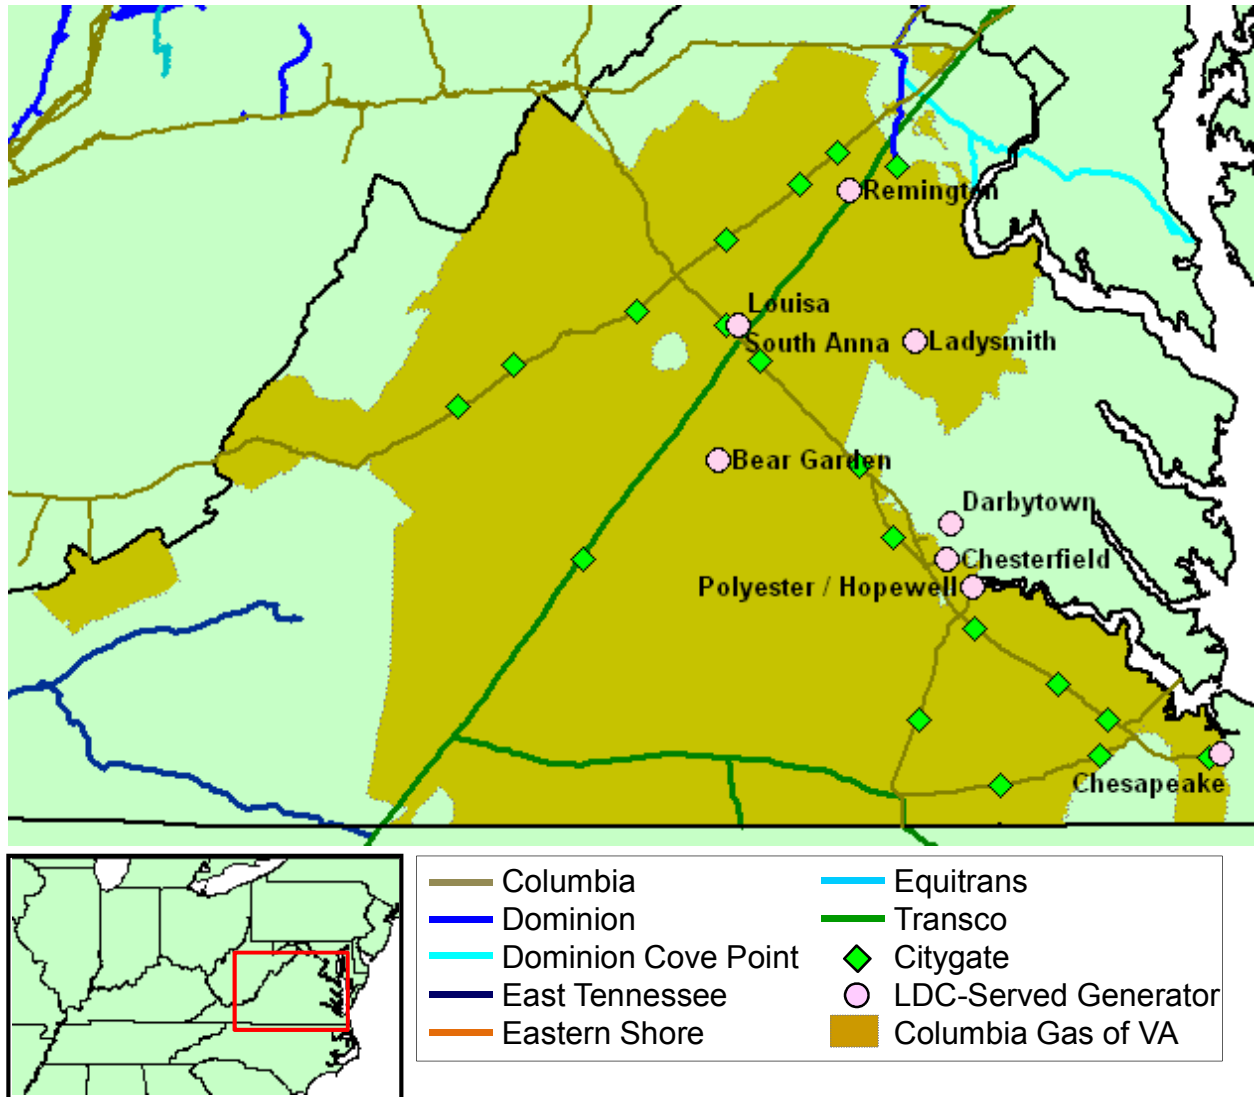 Remington
Louisa
South Anna
Ladysmith
Bear Garden
Darbytown
Chesterfield
Polyester / Hopewell
Chesapeake
Columbia
Dominion
Dominion Cove Point
East Tennessee
Eastern Shore
Equitrans
Transco
Citygate
LDC-Served Generator
Columbia Gas of VA